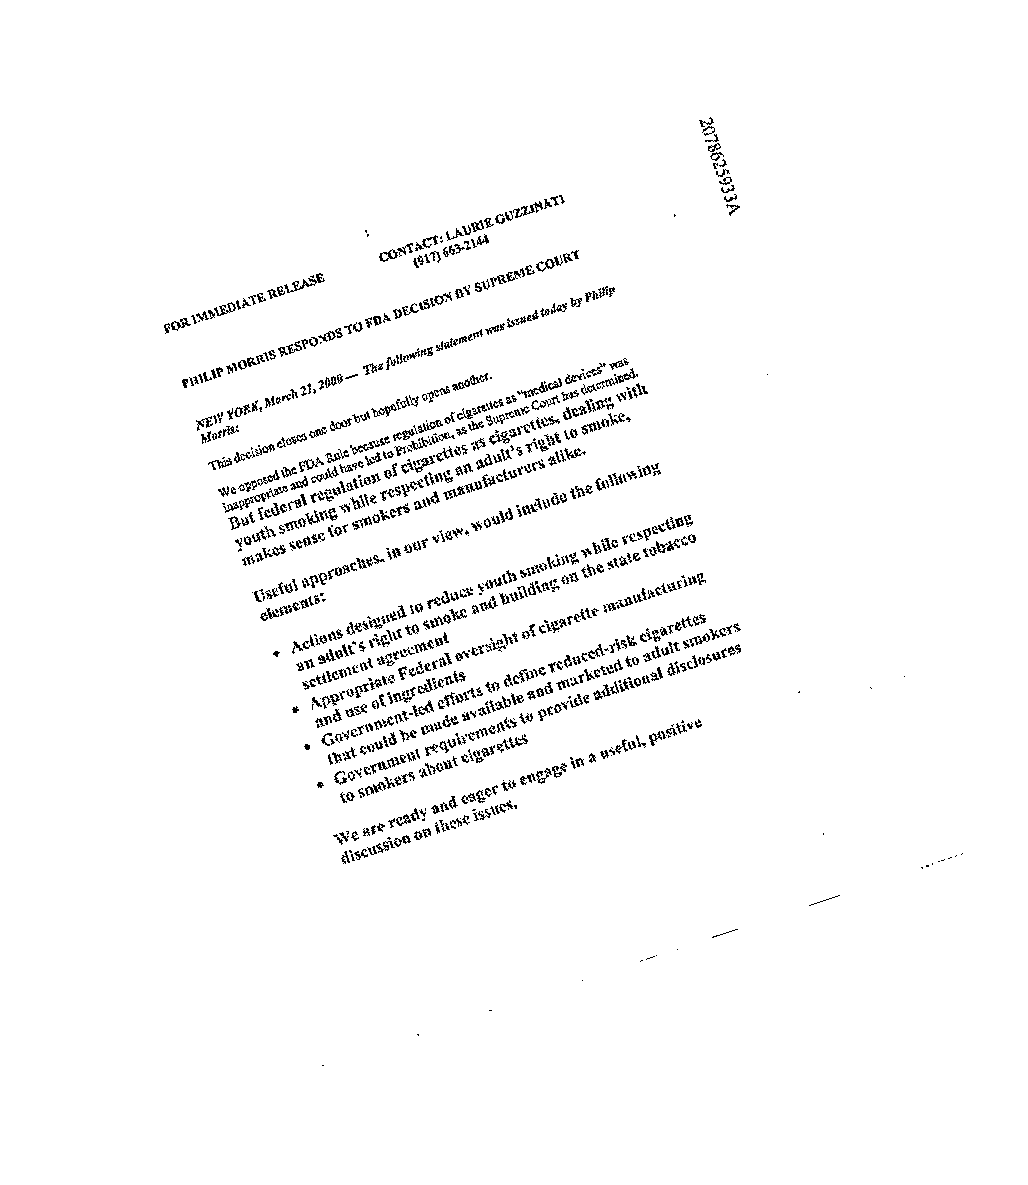 2078625933A
CONTACT: LAURIE GUZZINATI
(917) 663-2144
FOR IMMEDIATE RELEASE
PHILIP MORRIS RESPONDS TO FDA DECISION BY SUPREME COURT
NEW YORK, March 21, 2000 — The following statement was issued today by Philip
Morris:
This decision closes one door but hopefully opens another.
We opposed the FDA Rule because regulation of cigarettes as "medical devices" was
inappropriate and could have led to Prohibition, as the Supreme Court has determined.
But federal regulation of cigarettes as cigarettes, dealing with
youth smoking while respecting an adult's right to smoke,
makes sense for smokers and manufacturers alike.
Useful approaches, in our view, would include the following
elements:
• Actions designed to reduce youth smoking while respecting
an adult's right to smoke and building on the state tobacco
settlement agreement
• Appropriate Federal oversight of cigarette manufacturing
and use of ingredients
• Government-led efforts to define reduced-risk cigarettes
that could be made available and marketed to adult smokers
• Government requirements to provide additional disclosures
to smokers about cigarettes
We are ready and eager to engage in a useful, positive
discussion on these issues.